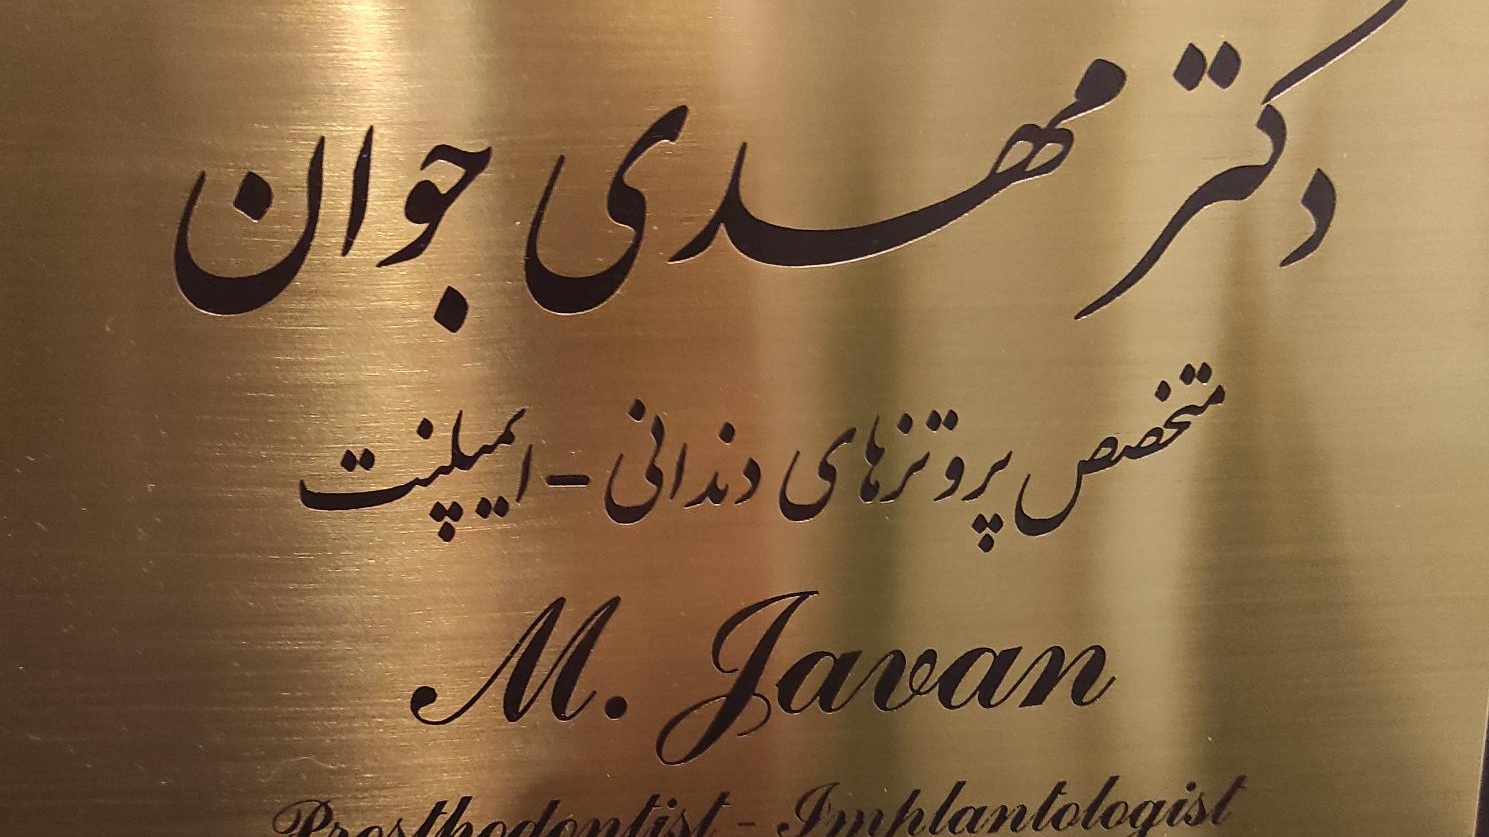 دکتر مهدی جوان
متخصص پروتزهای دندانی - ایمپلنت
M. Javan
Prosthodontist - Implantologist